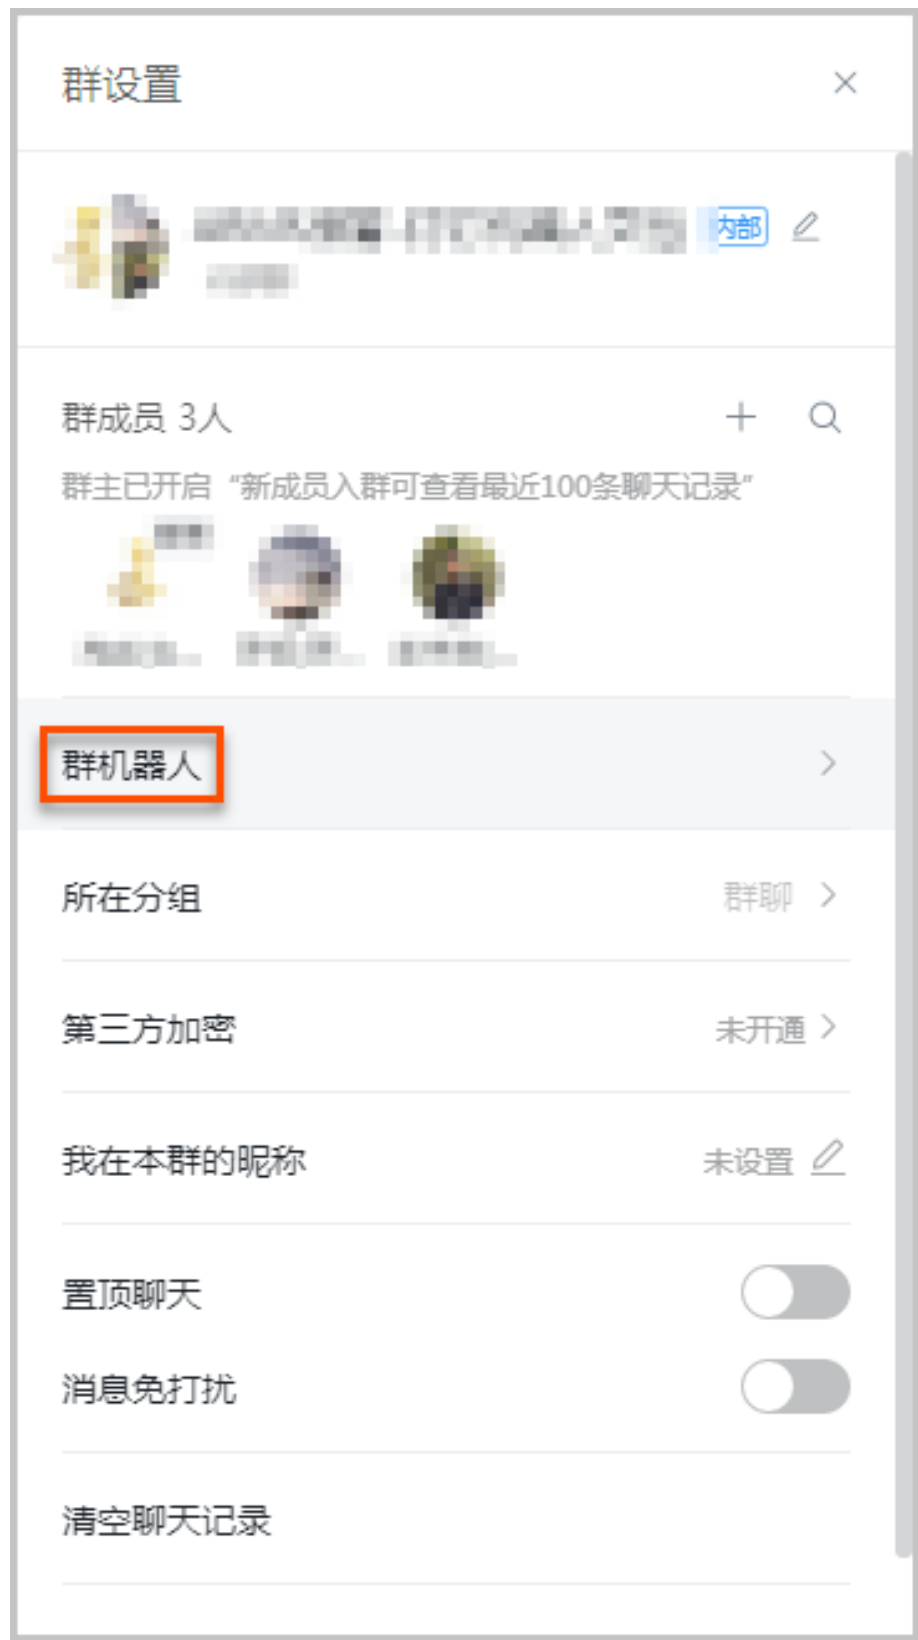 群设置
内部
群成员 3人
群主已开启“新成员入群可查看最近100条聊天记录”
群机器人
所在分组 群聊
第三方加密 未开通
我在本群的昵称 未设置
置顶聊天
消息免打扰
清空聊天记录